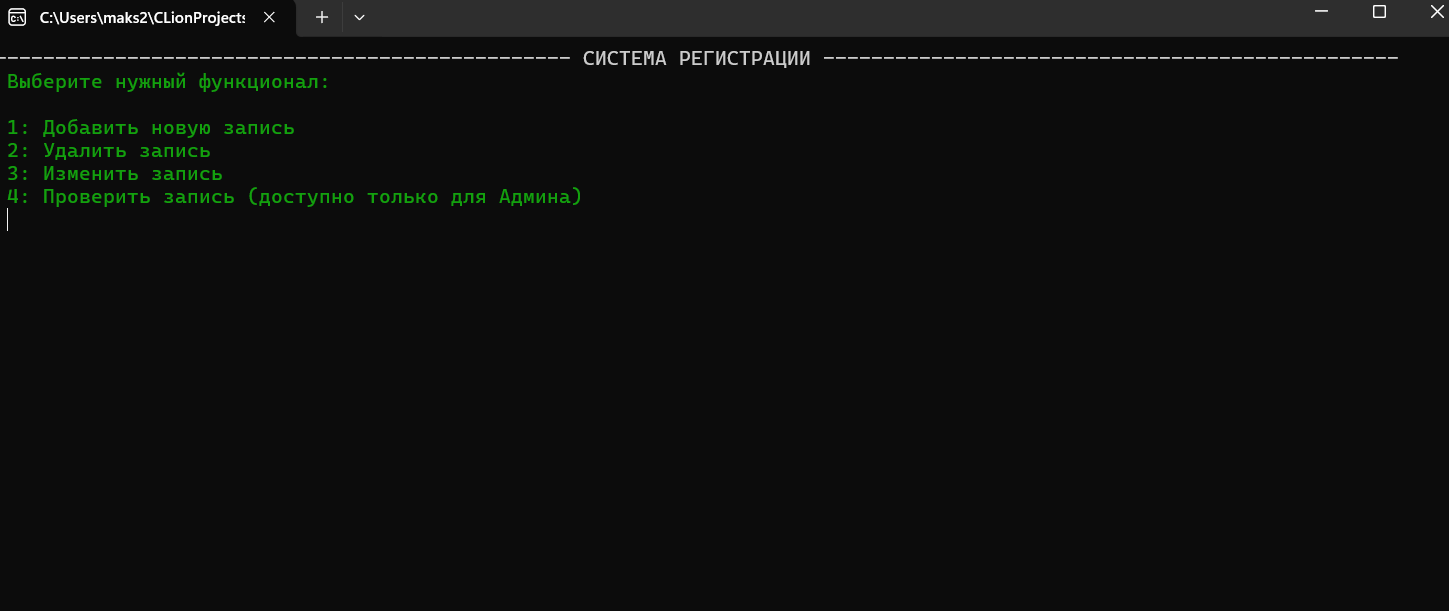 C:\Users\maks2\CLionProjects
----------------------------------------------- СИСТЕМА РЕГИСТРАЦИИ ------------------------------------------------
Выберите нужный функционал:
1: Добавить новую запись
2: Удалить запись
3: Изменить запись
4: Проверить запись (доступно только для Админа)